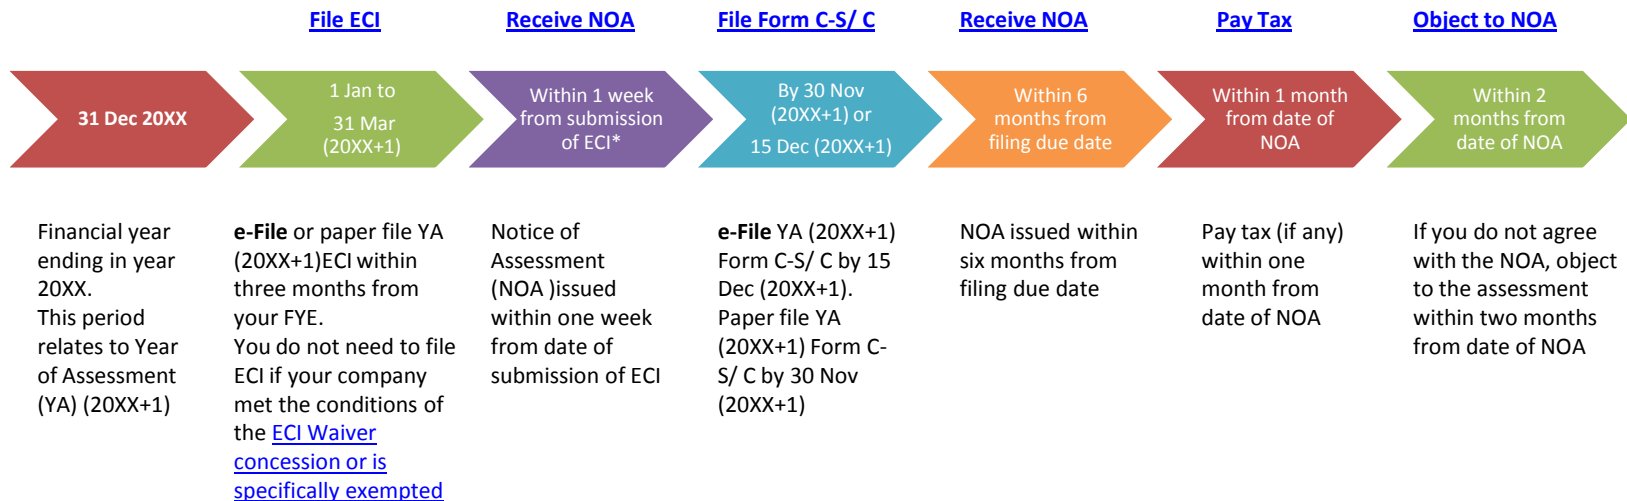 File ECI
Receive NOA
File Form C-S/ C
Receive NOA
Pay Tax
Object to NOA
31 Dec 20XX
1 Jan to
31 Mar
(20XX+1)
Within 1 week
from submission
of ECI*
By 30 Nov
(20XX+1) or
15 Dec (20XX+1)
Within 6
months from
filing due date
Within 1 month
from date of
NOA
Within 2
months from
date of NOA
Financial year
ending in year
20XX.
This period
relates to Year
of Assessment
(YA) (20XX+1)
e-File or paper file YA
(20XX+1)ECI within
three months from
your FYE.
You do not need to file
ECI if your company
met the conditions of
the ECI Waiver
concession or is
specifically exempted
Notice of
Assessment
(NOA )issued
within one week
from date of
submission of ECI
e-File YA (20XX+1)
Form C-S/ C by 15
Dec (20XX+1).
Paper file YA
(20XX+1) Form C-
S/ C by 30 Nov
(20XX+1)
NOA issued within
six months from
filing due date
Pay tax (if any)
within one
month from
date of NOA
If you do not agree
with the NOA, object
to the assessment
within two months
from date of NOA